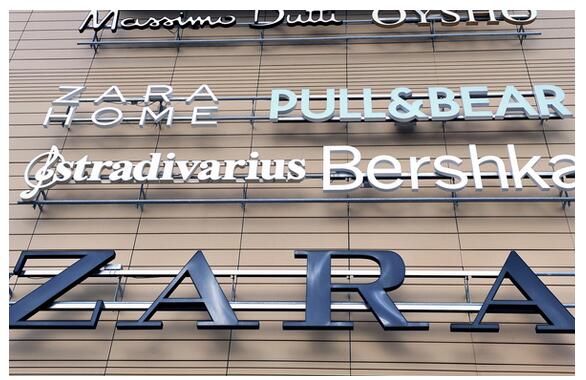 Massimo Dutti OYSHO
ZARA HOME PULL&BEAR
stradivarius Bershka
ZARA